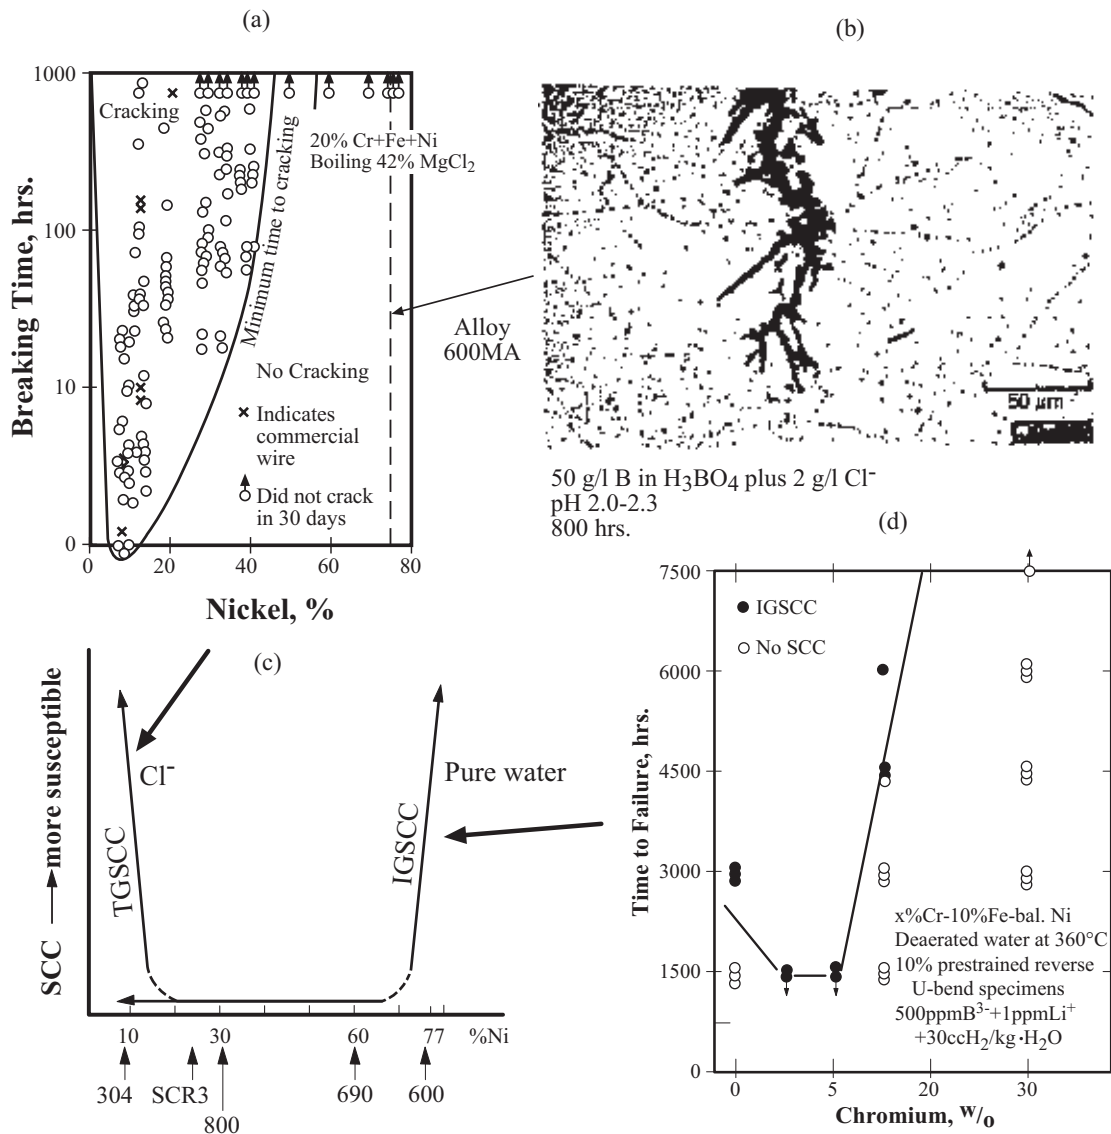 (a)
Breaking Time, hrs.
1000
100
10
0
Cracking
20% Cr+Fe+Ni
Boiling 42% MgCl2
Minimum time to cracking
No Cracking
× Indicates
commercial
wire
Did not crack
in 30 days
0
20
40
60
80
Nickel, %
Alloy
600MA
(b)
50 μm
50 g/l B in H3BO4 plus 2 g/l Cl-
pH 2.0-2.3
800 hrs.
(c)
SCC → more susceptible
TGSCC
Cl-
IGSCC
Pure water
10
30
60
77
%Ni
304
SCR3
800
690
600
(d)
Time to Failure, hrs.
7500
6000
4500
3000
1500
0
● IGSCC
○ No SCC
x%Cr-10%Fe-bal. Ni
Deaerated water at 360°C
10% prestrained reverse
U-bend specimens
500ppmB3-+1ppmLi+
+30ccH2/kg·H2O
0
5
20
30
Chromium, w/o